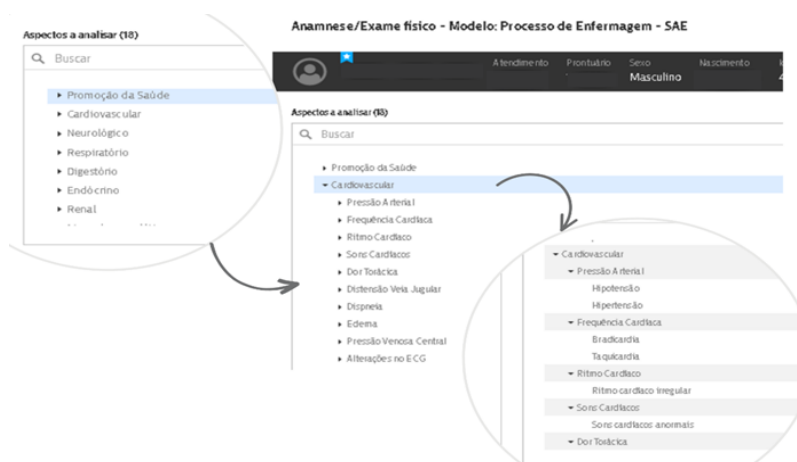 Anamnese/Exame físico - Modelo: Processo de Enfermagem - SAE
Aspectos a analisar (18)
Buscar
Promoção da Saúde
Cardiovascular
Neurológico
Respiratório
Digestório
Endócrino
Renal
Atendimento Prontuário Sexo Nascimento
Masculino
Aspectos a analisar (18)
Buscar
Promoção da Saúde
Cardiovascular
Pressão Arterial
Frequência Cardíaca
Ritmo Cardíaco
Sons Cardíacos
Dor Torácica
Distensão Veia Jugular
Dispneia
Edema
Pressão Venosa Central
Alterações no ECG
Cardiovascular
Pressão Arterial
Hipotensão
Hipertensão
Frequência Cardíaca
Bradicardia
Taquicardia
Ritmo Cardíaco
Ritmo cardíaco irregular
Sons Cardíacos
Sons cardíacos anormais
Dor Torácica